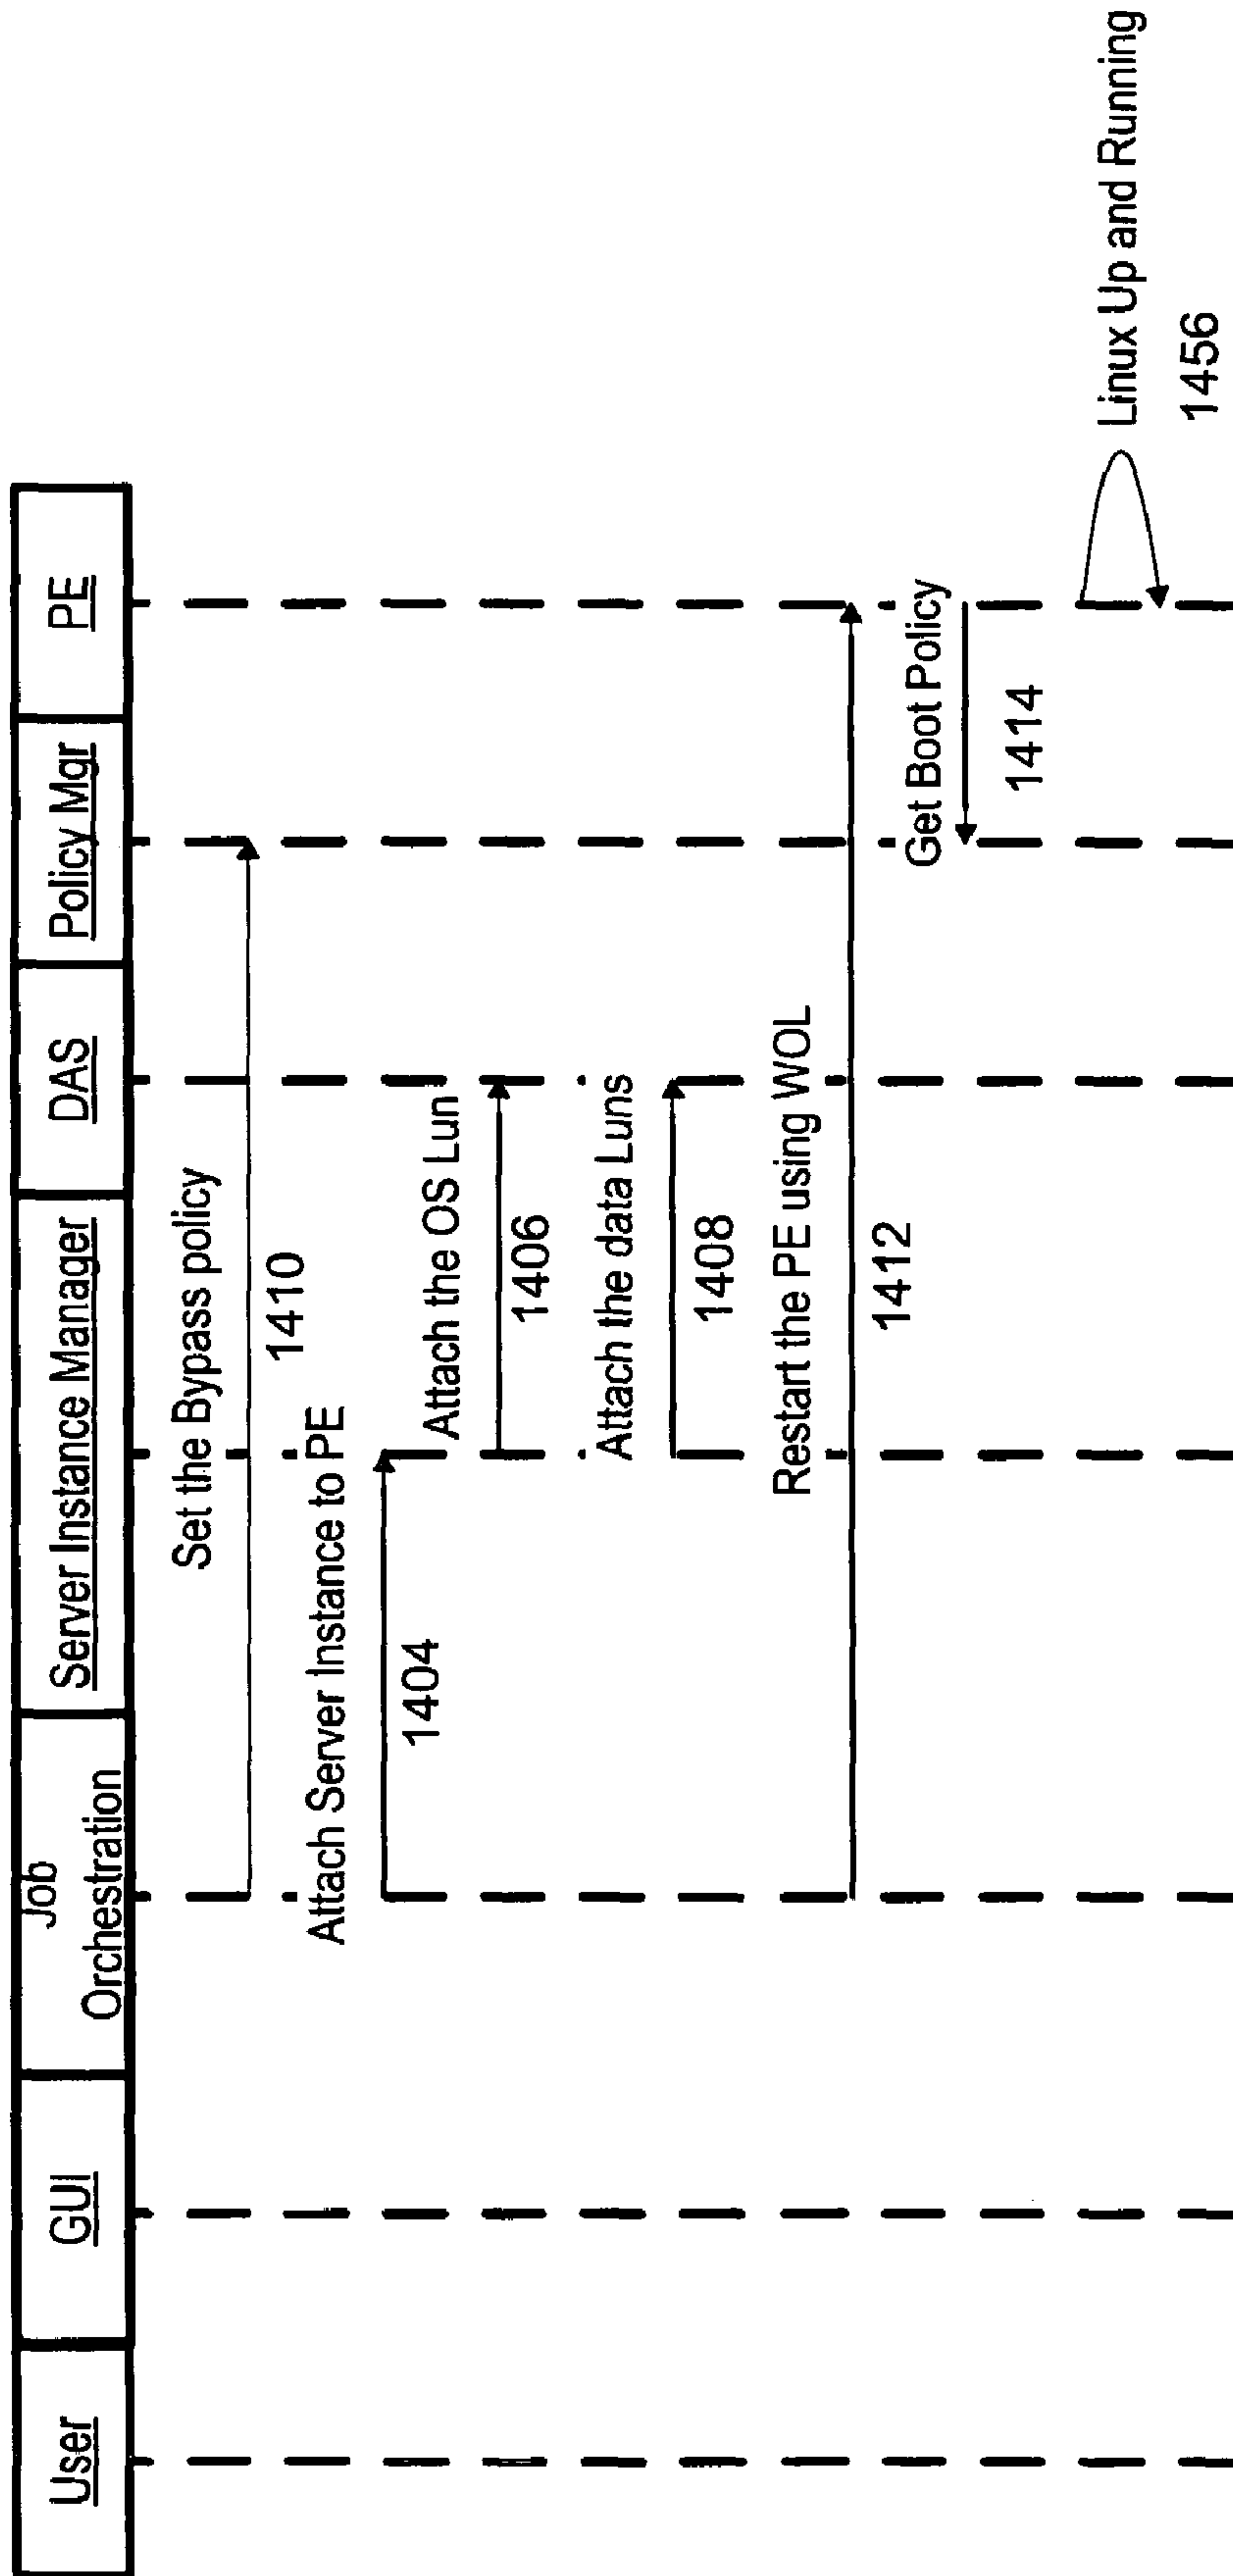 User
GUI
Job
Orchestration
Server Instance Manager
DAS
Policy Mgr
PE
Set the Bypass policy
1410
Attach Server Instance to PE
1404
Attach the OS Lun
1406
Attach the data Luns
1408
Restart the PE using WOL
1412
Get Boot Policy
1414
Linux Up and Running
1456